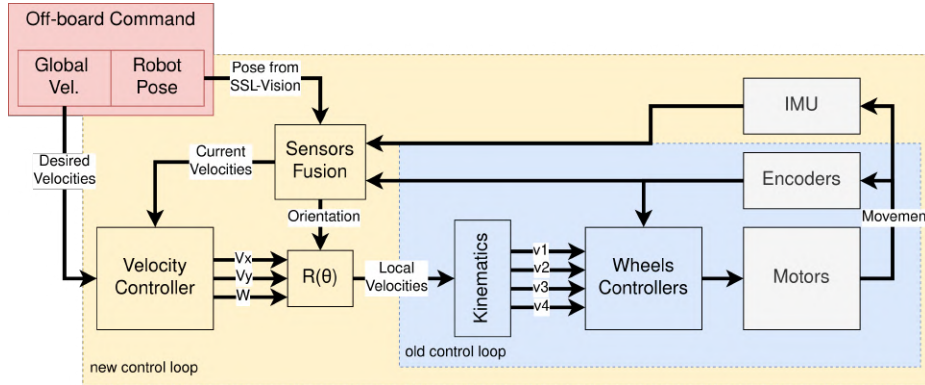 Off-board Command
Global
Vel.
Robot
Pose
Pose from
SSL-Vision
IMU
Desired
Velocities
Current
Velocities
Sensors
Fusion
Encoders
Orientation
Movemen
Velocity
Controller
Vx
Vy
W
R(θ)
Local
Velocities
Kinematics
v1
v2
v3
v4
Wheels
Controllers
Motors
new control loop
old control loop